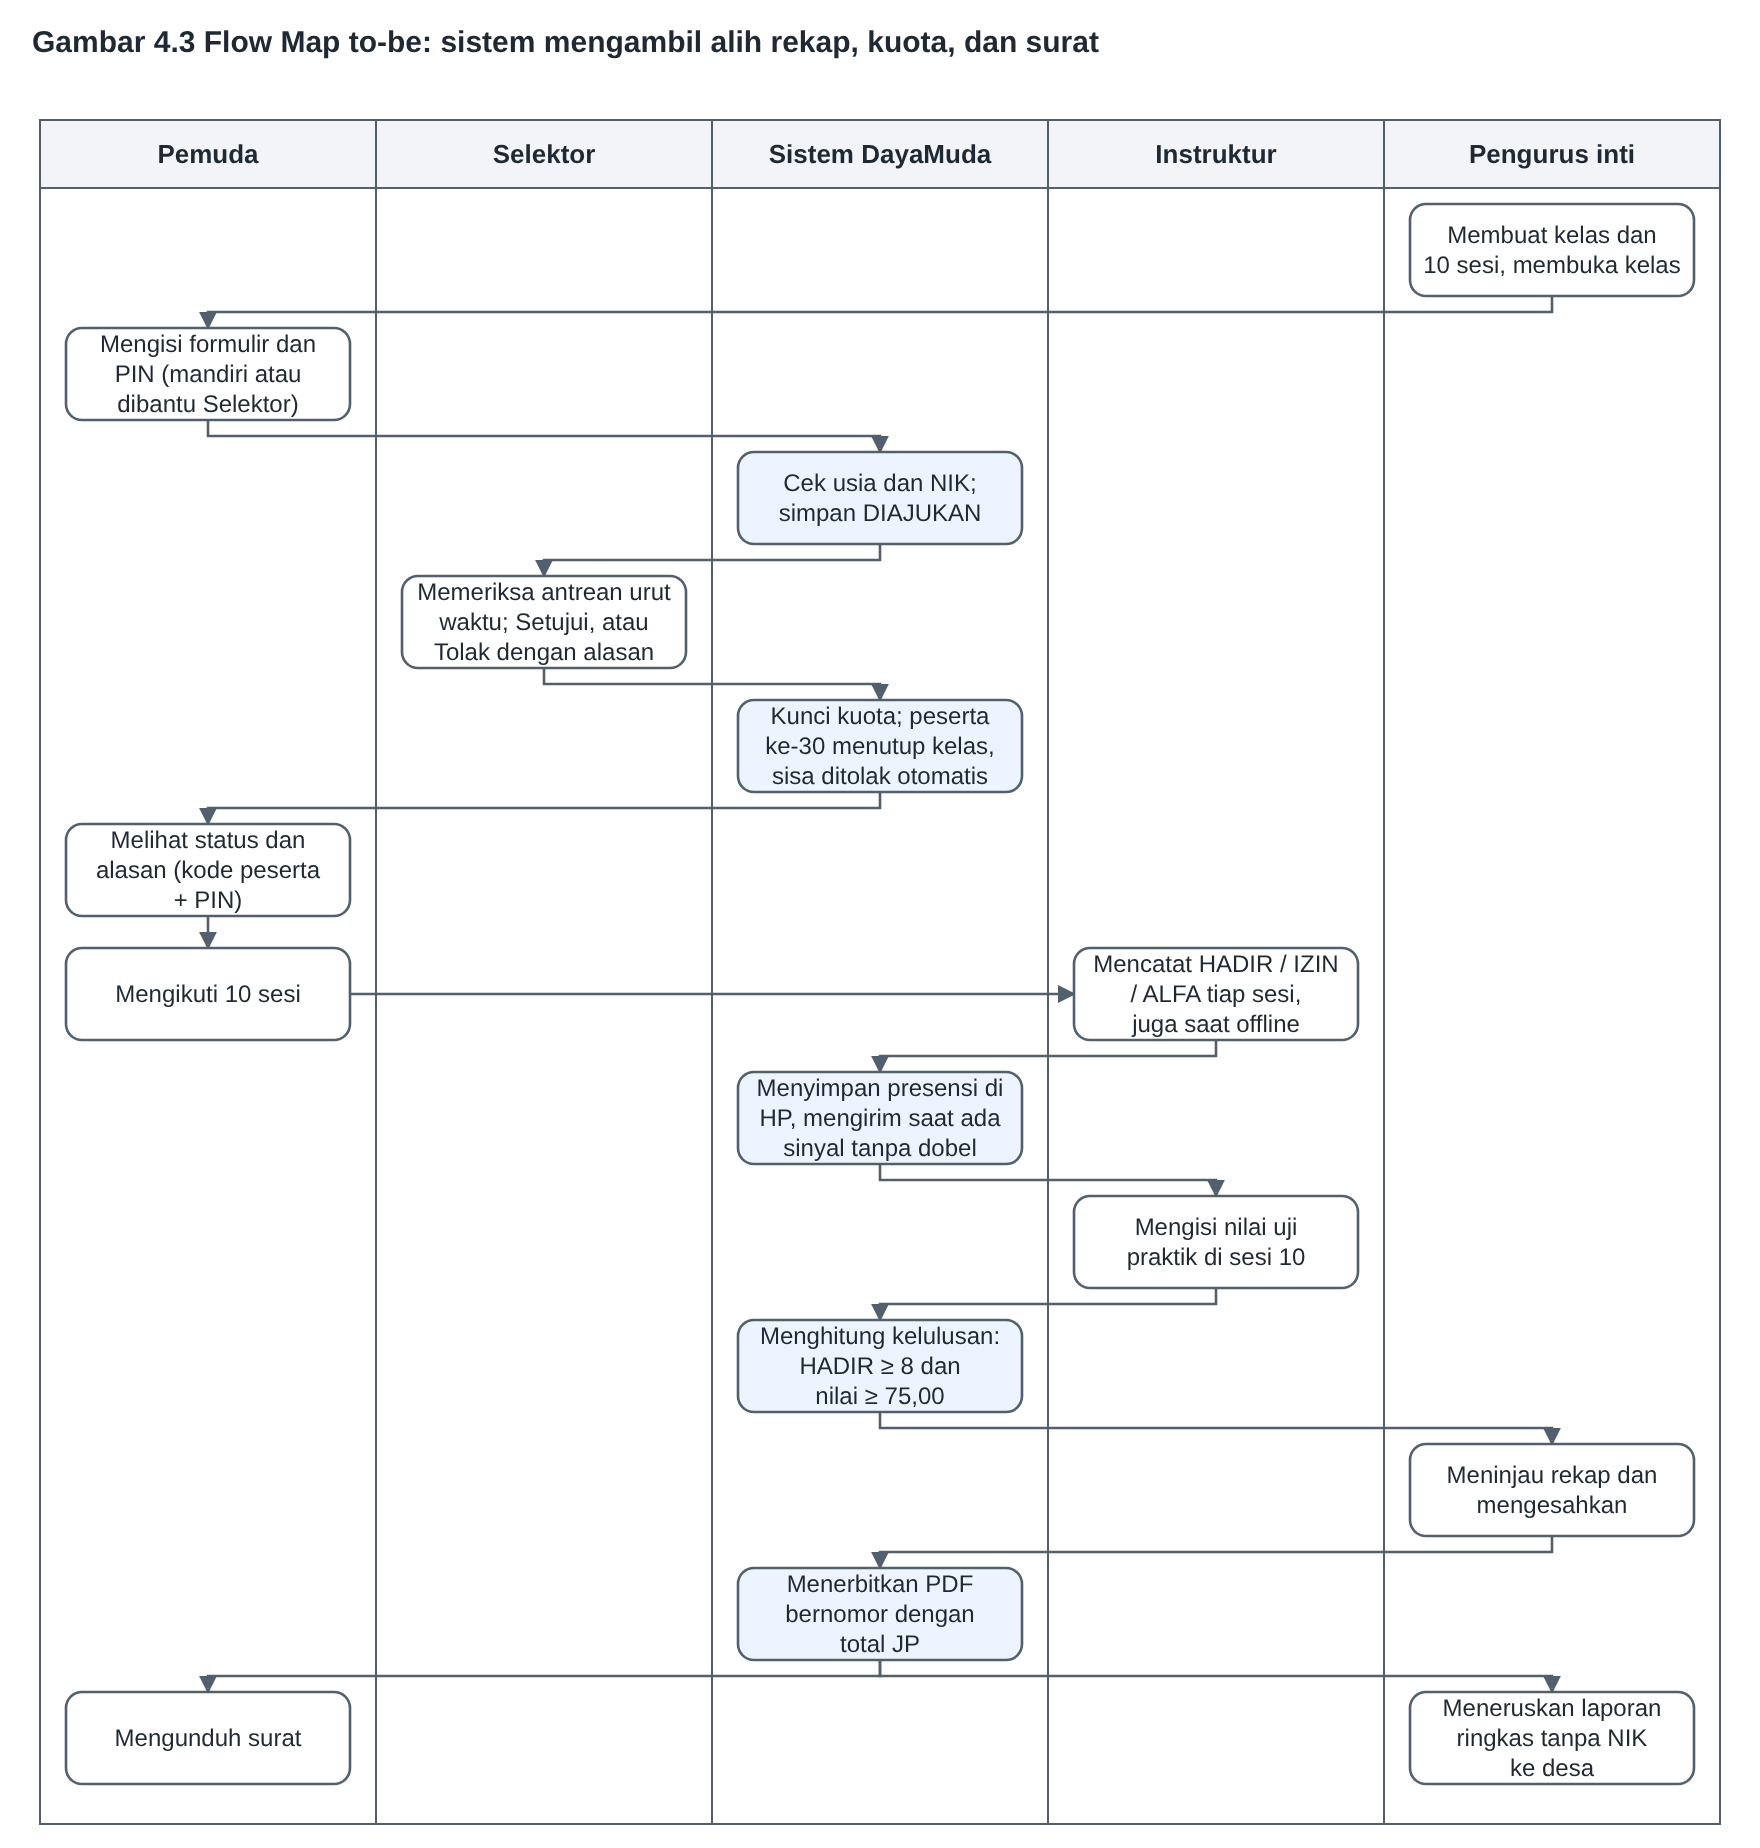 Gambar 4.3 Flow Map to-be: sistem mengambil alih rekap, kuota, dan surat
Pemuda
Selektor
Sistem DayaMuda
Instruktur
Pengurus inti
Membuat kelas dan
10 sesi, membuka kelas
Mengisi formulir dan
PIN (mandiri atau
dibantu Selektor)
Cek usia dan NIK;
simpan DIAJUKAN
Memeriksa antrean urut
waktu; Setujui, atau
Tolak dengan alasan
Kunci kuota; peserta
ke-30 menutup kelas,
sisa ditolak otomatis
Melihat status dan
alasan (kode peserta
+ PIN)
Mengikuti 10 sesi
Mencatat HADIR / IZIN
/ ALFA tiap sesi,
juga saat offline
Menyimpan presensi di
HP, mengirim saat ada
sinyal tanpa dobel
Mengisi nilai uji
praktik di sesi 10
Menghitung kelulusan:
HADIR ≥ 8 dan
nilai ≥ 75,00
Meninjau rekap dan
mengesahkan
Menerbitkan PDF
bernomor dengan
total JP
Mengunduh surat
Meneruskan laporan
ringkas tanpa NIK
ke desa